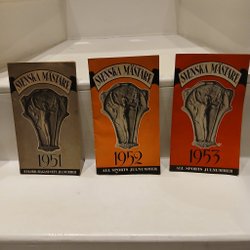 SVENSKA MÄSTARE
1951
SVENSKA MÄSTARE
1952
ALL SPORTS JULNUMMER
SVENSKA MÄSTARE
1953
ALL SPORTS JULNUMMER